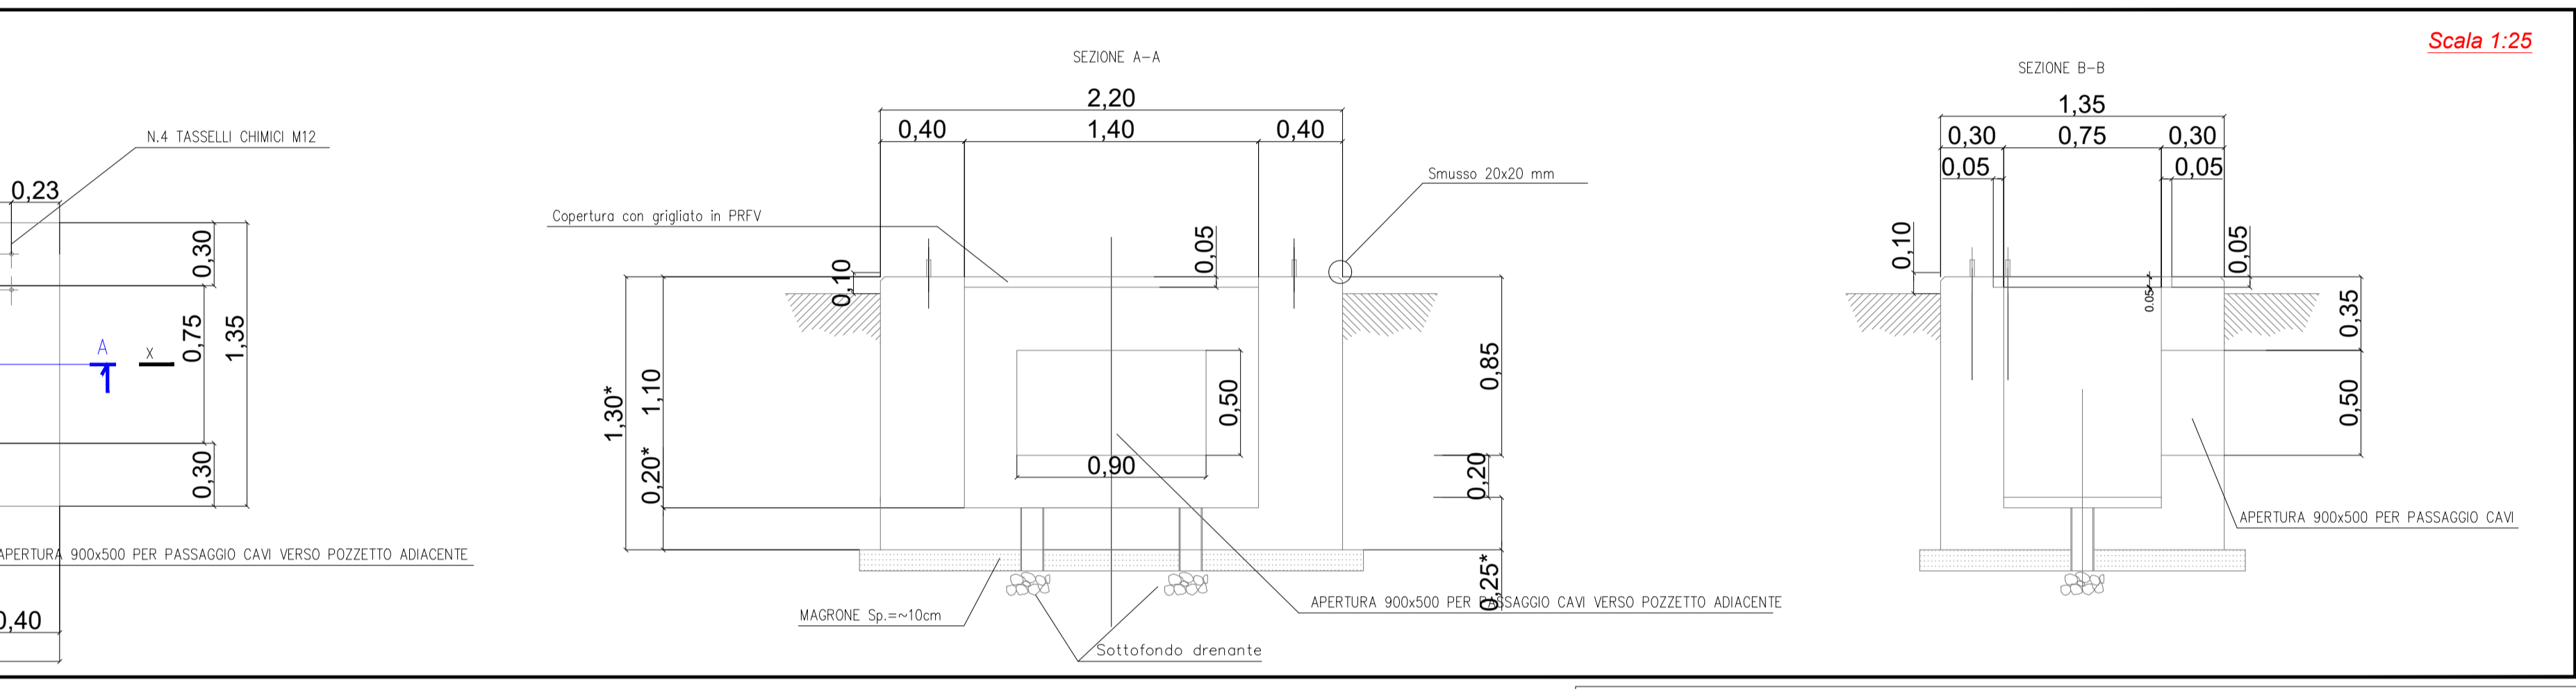 Scala 1:25
N.4 TASSELLI CHIMICI M12
0,23
0,30
0,75
1,35
0,30
A
X
APERTURA 900x500 PER PASSAGGIO CAVI VERSO POZZETTO ADIACENTE
0,40
SEZIONE A-A
2,20
0,40 1,40 0,40
Smusso 20x20 mm
Copertura con grigliato in PRFV
0,10
0,05
1,30*
1,10
0,20*
0,50
0,90
0,85
0,20
0,25*
APERTURA 900x500 PER PASSAGGIO CAVI VERSO POZZETTO ADIACENTE
MAGRONE Sp.=~10cm
Sottofondo drenante
SEZIONE B-B
1,35
0,30 0,75 0,30
0,05 0,05
0,10
0,05
0.05
0,35
0,50
APERTURA 900x500 PER PASSAGGIO CAVI